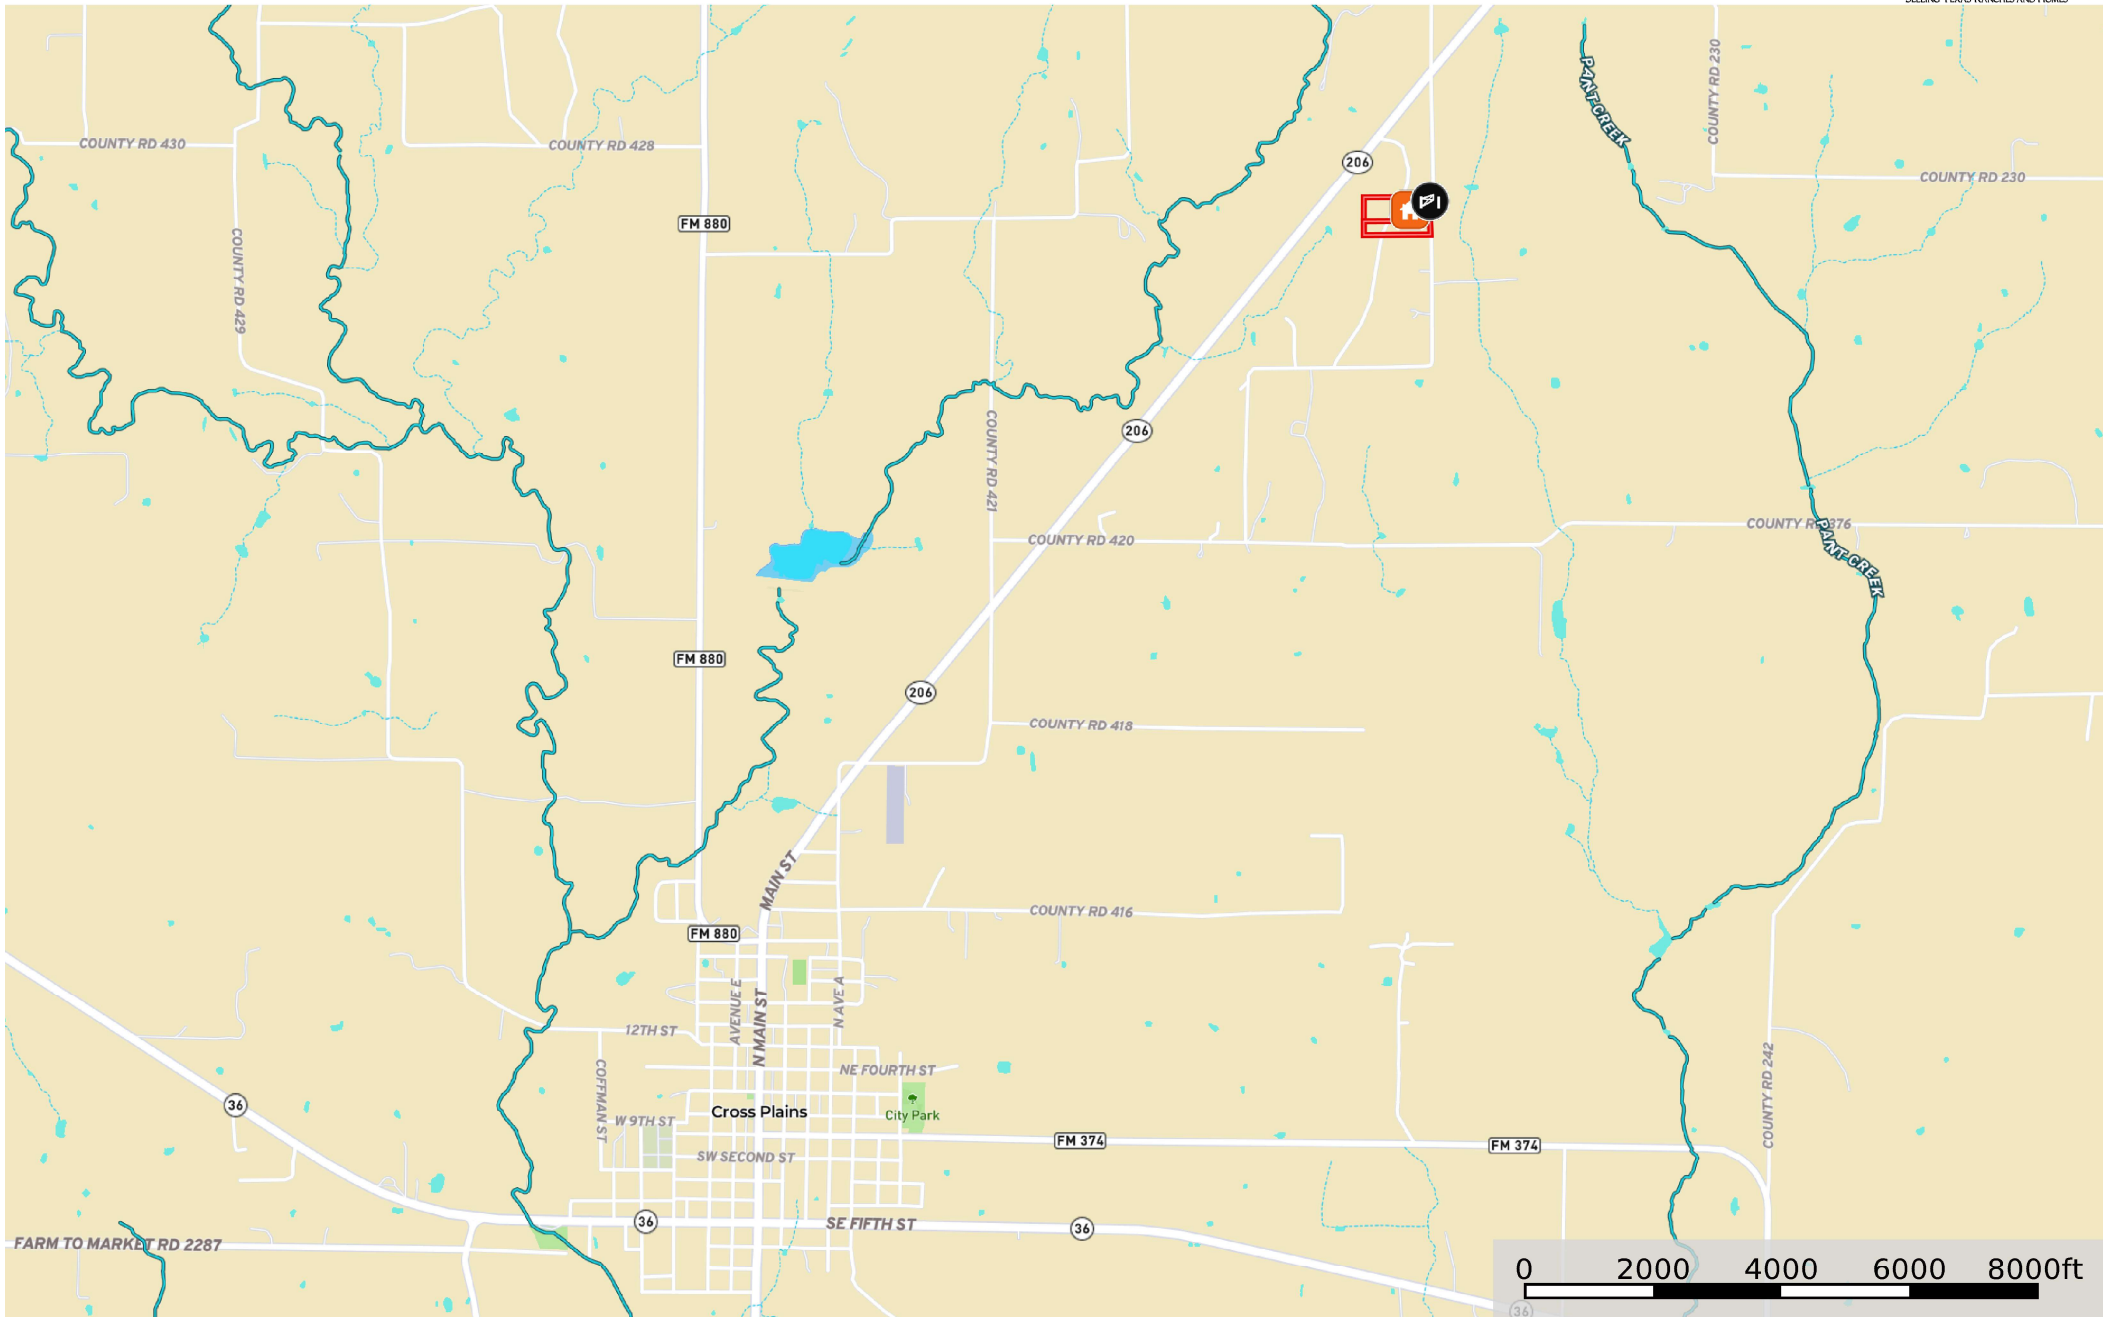 COUNTY RD 230
PAINT CREEK
COUNTY RD 430
COUNTY RD 428
206
COUNTY RD 230
FM 880
COUNTY RD 429
206
COUNTY RD 421
COUNTY RD 376
COUNTY RD 420
PAINT CREEK
FM 880
206
COUNTY RD 418
MAIN ST
COUNTY RD 416
FM 880
AVENUE E
N MAIN ST
N AVE A
12TH ST
COFFMAN ST
NE FOURTH ST
COUNTY RD 242
36
Cross Plains
City Park
W 9TH ST
FM 374
FM 374
SW SECOND ST
36
SE FIFTH ST
36
FARM TO MARKET RD 2287
0 2000 4000 6000 8000ft
36